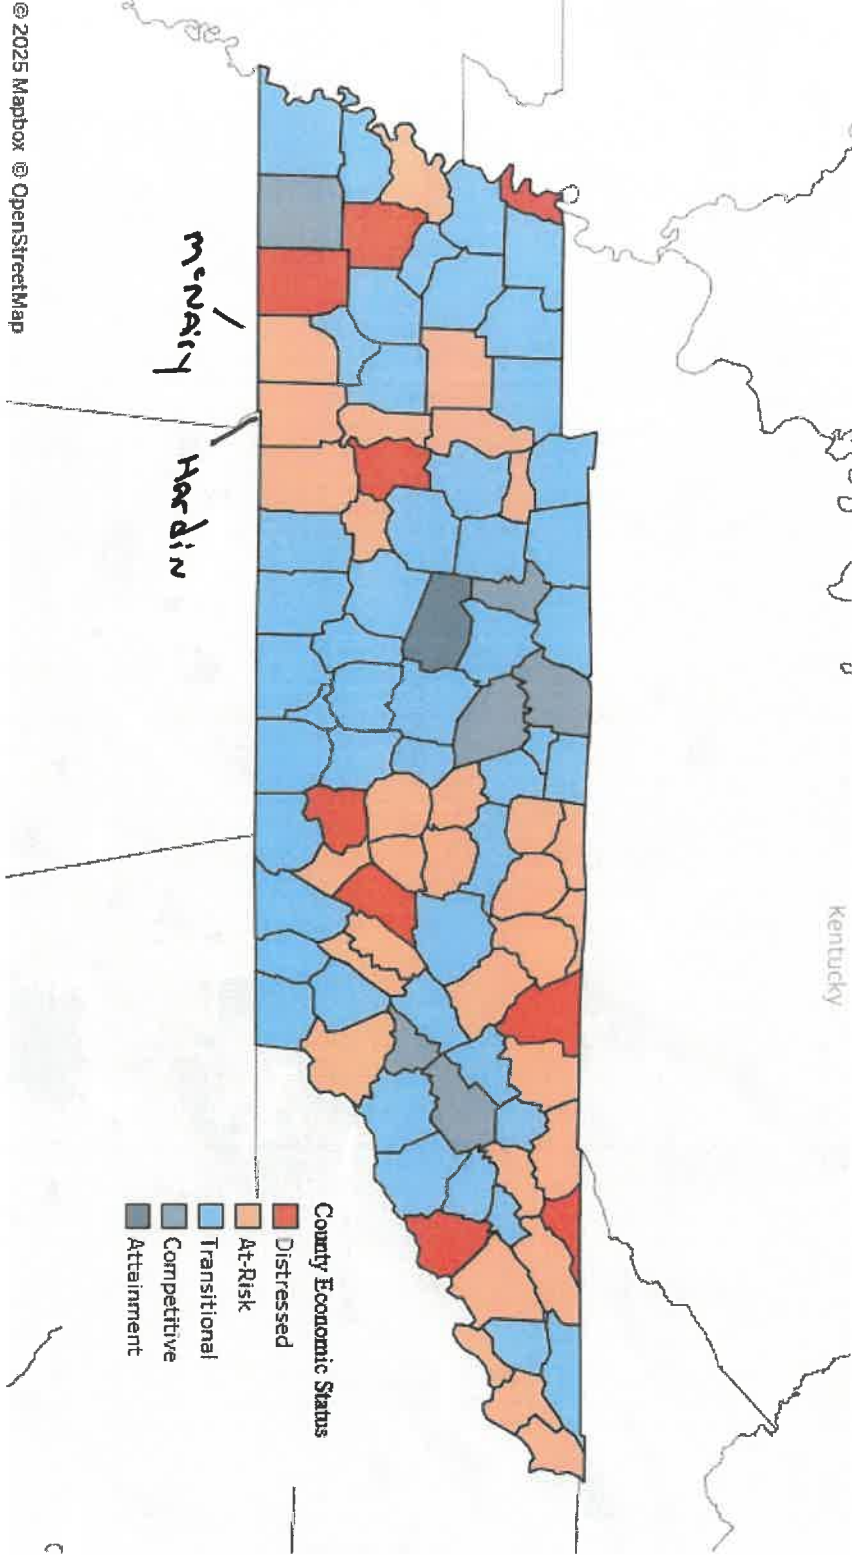 Kentucky
McNAiry
HardiN
County Economic Status
Distressed
At-Risk
Transitional
Competitive
Attainment
© 2025 Mapbox © OpenStreetMap